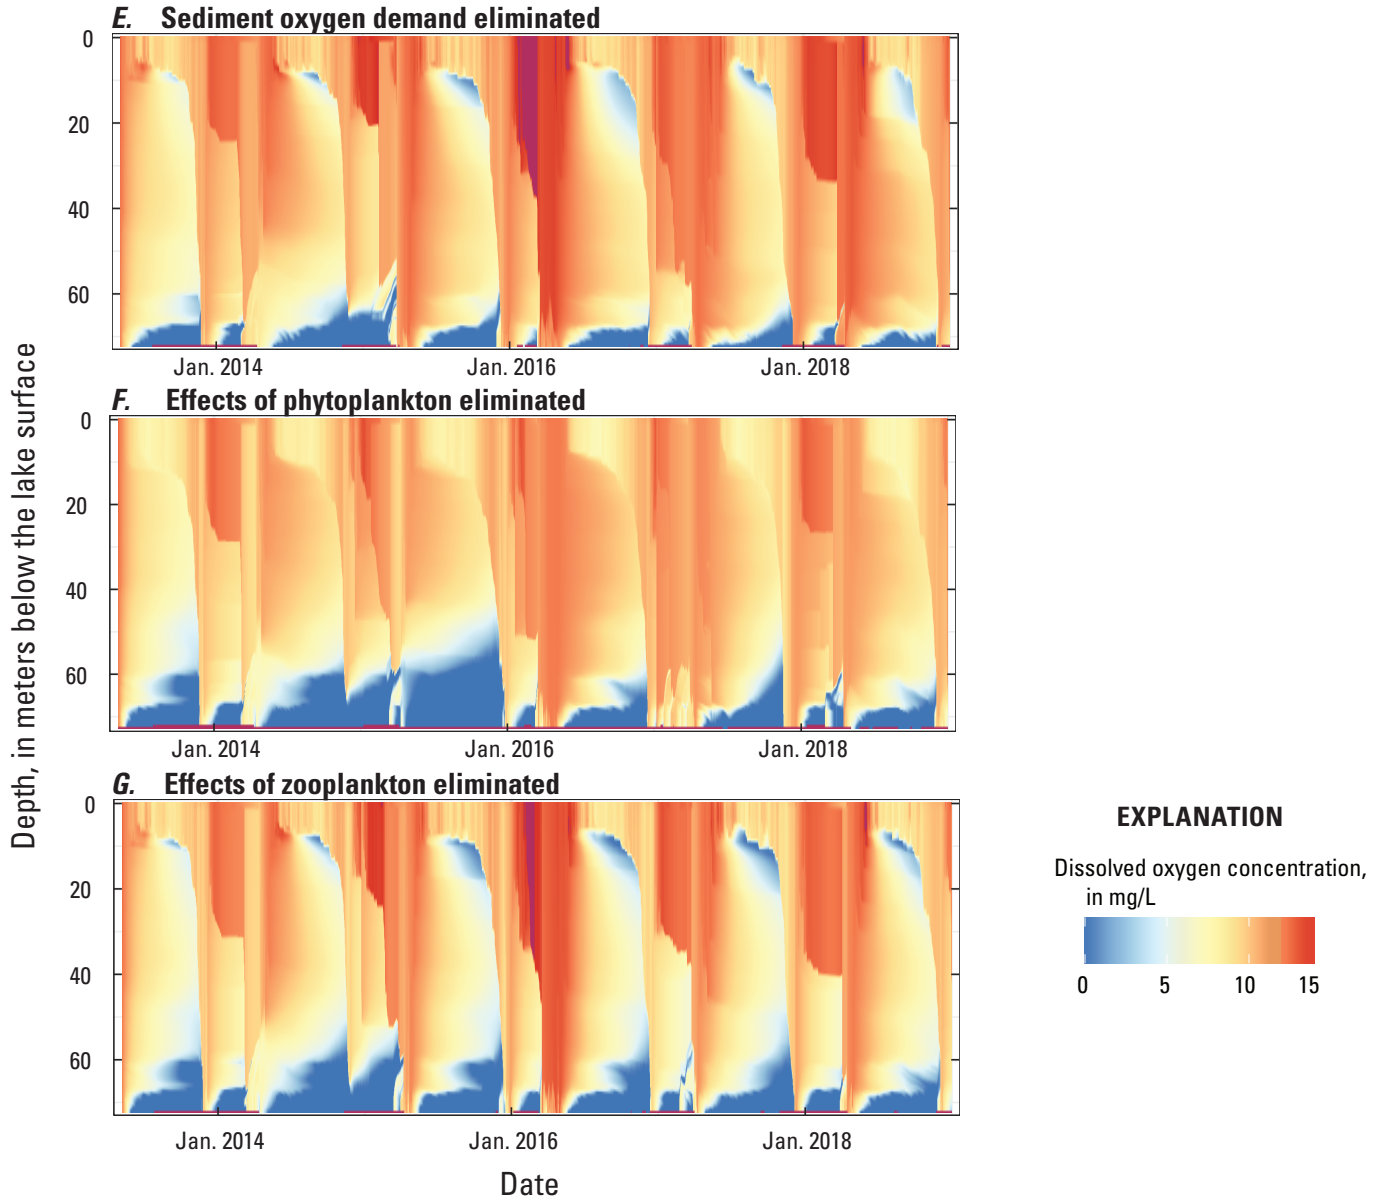 E. Sediment oxygen demand eliminated
0
20
40
60
Jan. 2014
Jan. 2016
Jan. 2018
F. Effects of phytoplankton eliminated
0
20
40
60
Jan. 2014
Jan. 2016
Jan. 2018
G. Effects of zooplankton eliminated
0
20
40
60
Jan. 2014
Jan. 2016
Jan. 2018
Depth, in meters below the lake surface
Date
EXPLANATION
Dissolved oxygen concentration,
in mg/L
0 5 10 15